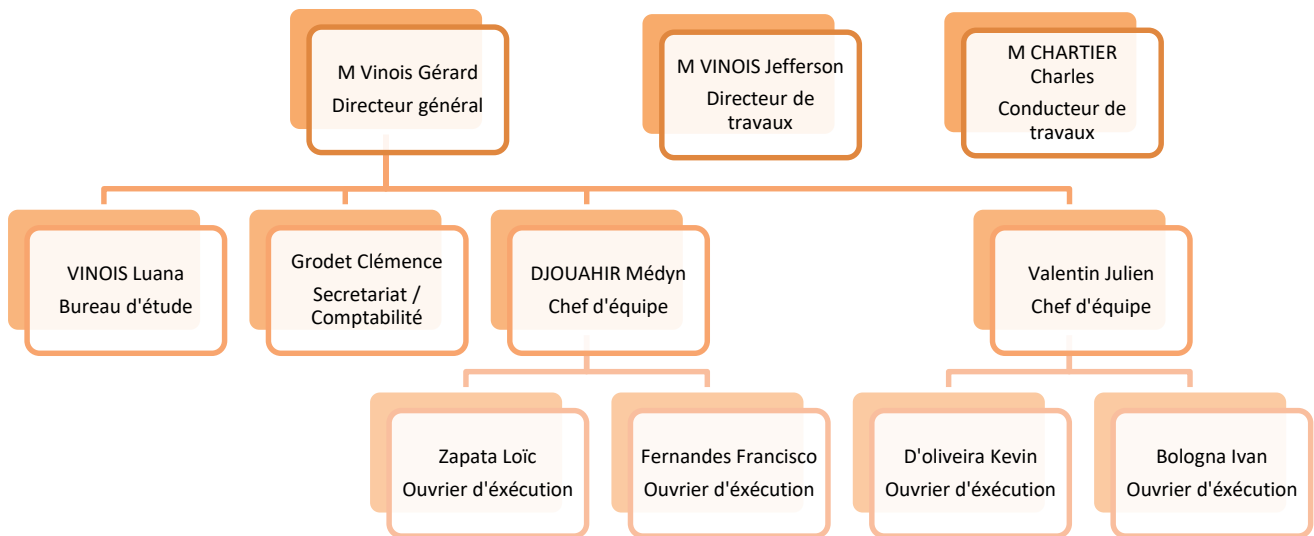 M Vinois Gérard
Directeur général
M VINOIS Jefferson
Directeur de
travaux
M CHARTIER
Charles
Conducteur de
travaux
VINOIS Luana
Bureau d'étude
Grodet Clémence
Secretariat /
Comptabilité
DJOUAHIR Médyn
Chef d'équipe
Valentin Julien
Chef d'équipe
Zapata Loïc
Ouvrier d'éxécution
Fernandes Francisco
Ouvrier d'éxécution
D'oliveira Kevin
Ouvrier d'éxécution
Bologna Ivan
Ouvrier d'éxécution